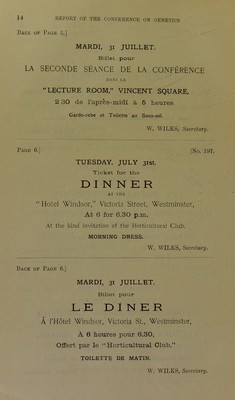 14 REPORT OF THE CONFERENCE ON GENETICS
BACK OF PAGE 5.]
MARDI, 31 JUILLET.
Billet pour
LA SECONDE SÉANCE DE LA CONFÉRENCE
DANS LA
"LECTURE ROOM," VINCENT SQUARE,
2.30 de l'après-midi à 5 heures.
Garde-robe et Toilette au Sous-sol.
W. WILKS, Secretary.
PAGE 6.] [No. 197.
TUESDAY, JULY 31st.
Ticket for the
DINNER
AT THE
"Hotel Windsor," Victoria Street, Westminster,
At 6 for 6.30 p.m.
At the kind invitation of the Horticultural Club.
MORNING DRESS.
W. WILKS, Secretary.
BACK OF PAGE 6.]
MARDI, 31 JUILLET.
Billet pour
LE DINER
À l'Hôtel Windsor, Victoria St., Westminster,
A 6 heures pour 6.30,
Offert par le "Horticultural Club."
TOILETTE DE MATIN.
W. WILKS, Secretary.